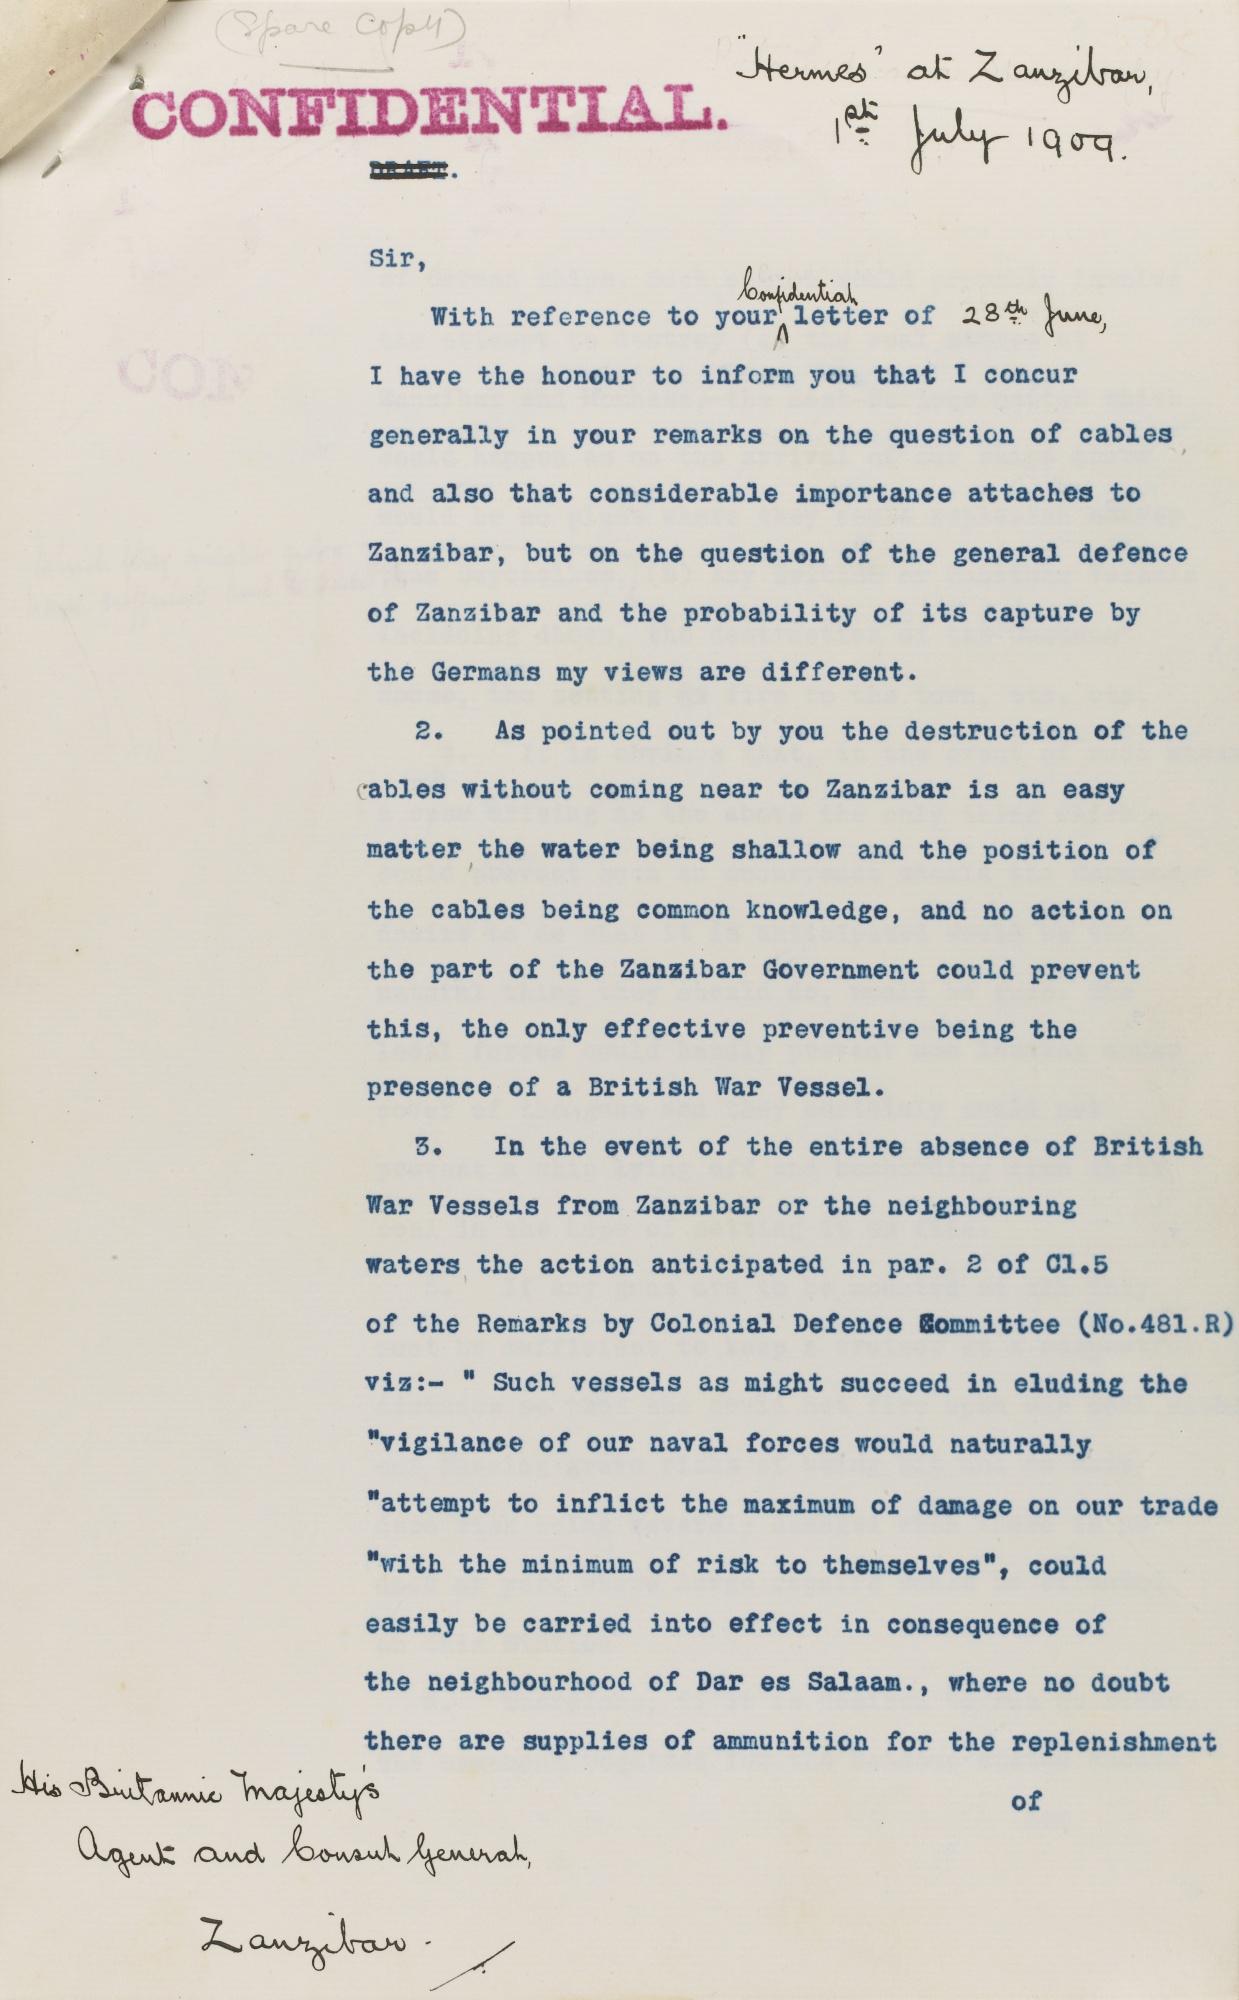 (Spare Copy)
"Hermes" at Zanzibar,
1st July 1909.
CONFIDENTIAL.
DRAFT.
Sir,
Confidential
With reference to your letter of 28th June,
I have the honour to inform you that I concur
generally in your remarks on the question of cables
and also that considerable importance attaches to
Zanzibar, but on the question of the general defence
of Zanzibar and the probability of its capture by
the Germans my views are different.
2. As pointed out by you the destruction of the
cables without coming near to Zanzibar is an easy
matter, the water being shallow and the position of
the cables being common knowledge, and no action on
the part of the Zanzibar Government could prevent
this, the only effective preventive being the
presence of a British War Vessel.
3. In the event of the entire absence of British
War Vessels from Zanzibar or the neighbouring
waters the action anticipated in par. 2 of Cl.5
of the Remarks by Colonial Defence Committee (No.481.R)
viz:- " Such vessels as might succeed in eluding the
"vigilance of our naval forces would naturally
"attempt to inflict the maximum of damage on our trade
"with the minimum of risk to themselves", could
easily be carried into effect in consequence of
the neighbourhood of Dar es Salaam., where no doubt
there are supplies of ammunition for the replenishment
of
His Britannic Majesty's
Agent and Consul General,
Zanzibar.